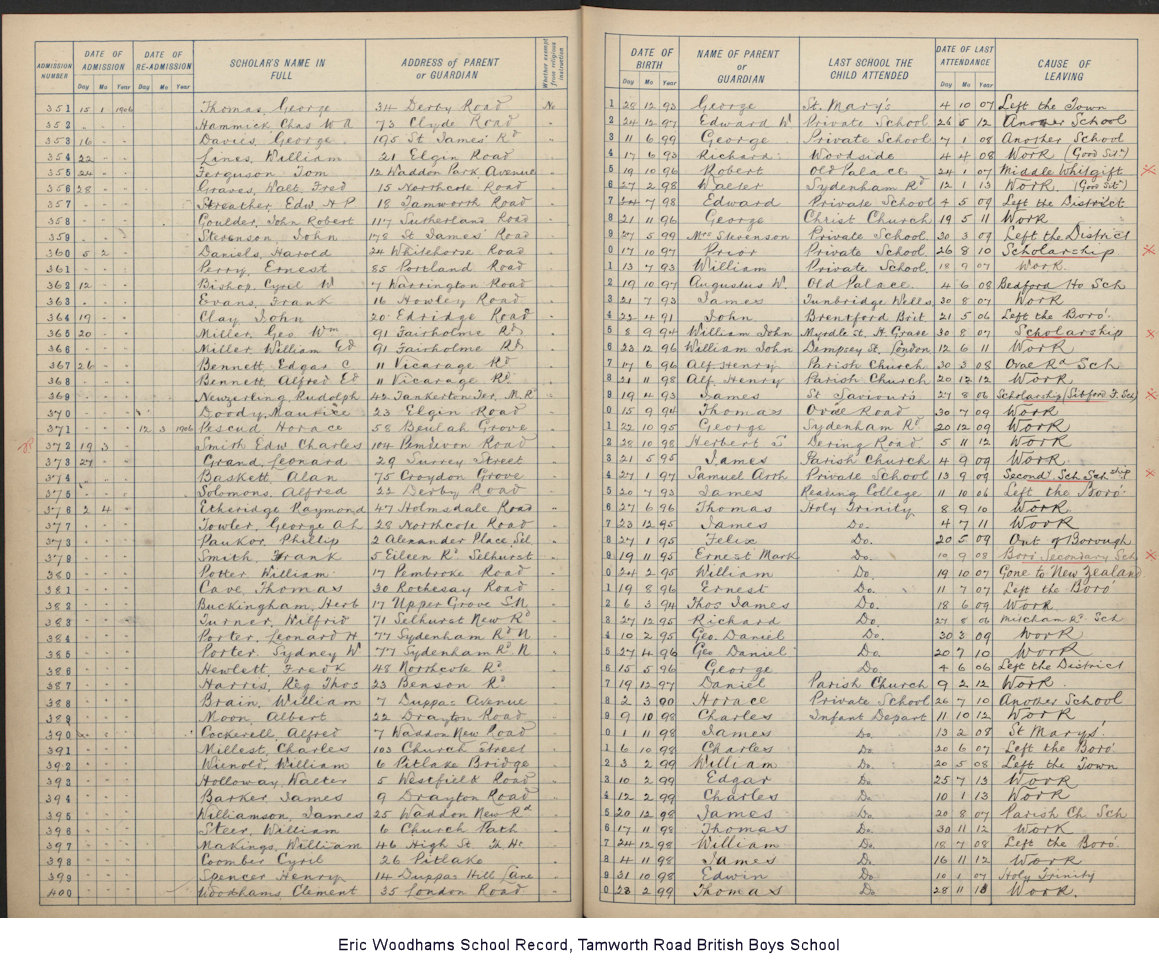 ADMISSION NUMBER DATE OF ADMISSION Day Mo Year DATE OF RE-ADMISSION Day Mo Year SCHOLAR'S NAME IN FULL ADDRESS of PARENT or GUARDIAN Whether exempt from religious instruction DATE OF BIRTH Day Mo Year NAME OF PARENT or GUARDIAN LAST SCHOOL THE CHILD ATTENDED DATE OF LAST ATTENDANCE Day Mo Year CAUSE OF LEAVING
351 15 1 1906 Thomas, George 314 Derby Road No 1 28 12 93 George St. Mary's 4 10 07 Left the Town
352 " " " Hammick Chas W A 73 Clyde Road " 2 24 12 97 Edward W Private School 26 5 12 Another School
353 16 " " Davies, George 195 St James' Rd " 3 11 6 99 George Private School 7 1 08 Another School
354 22 " " Lanes, William 21 Elgin Road " 4 17 6 93 Richard Woodside 4 4 08 Work
355 24 " " Ferguson Tom 12 Waddon Park Avenue " 5 19 10 96 Robert Old Palace 24 1 07 Middle Whitgift
356 28 " " Graves, Walt. Fred 15 Northcote Road " 6 27 2 98 Walter Sydenham Rd 12 1 13 Work
357 " " " Streather, Edw. H P 18 Tamworth Road " 7 24 7 98 Edward Private School 4 5 09 Left the District
358 " " " Goulder, John Robert 117 Sutherland Road " 8 21 11 96 George Christ Church 19 5 11 Work
359 " " " Stevenson, John 178 St James' Road " 9 27 5 99 Mrs Stevenson Private School 30 3 09 Left the District
360 5 2 " Daniels, Harold 24 Whitehorse Road " 0 17 10 97 Prior Private School 26 8 10 Scholarship
361 " " " Perry, Ernest 85 Portland Road " 1 13 7 93 William Private School 18 9 07 Work
362 12 " " Bishop, Cyril W 7 Warrington Road " 2 19 10 97 Augustus W. Old Palace 4 6 08 Bedford Ho Sch
363 " " " Evans, Frank 16 Howley Road " 3 21 7 93 James Tunbridge Wells 30 8 07 Work
364 19 " " Clay, John 20 Edridge Road " 4 22 4 91 John Brentford Brit. 21 5 06 Left the Boro'
365 20 " " Miller, Geo Wm 91 Fairholme Rd " 5 8 9 94 William John Myrdle St. 30 8 07 Scholarship
366 " " " Miller William Ed 91 Fairholme Rd " 6 23 12 96 William John Dempsey St. London 12 6 11 Work
367 26 " " Bennett, Edgar C 11 Vicarage Rd " 7 17 6 96 Alf. Henry Parish Church 30 3 08 Oval Rd Sch
368 " " " Bennett, Alfred Ed 11 Vicarage Rd " 8 21 11 98 Alf. Henry Parish Church 20 12 12 Work
369 " " " Neuzerling, Rudolph 42 Tankerton Ter, M. Rd " 9 19 4 93 James St Saviours 27 8 06 Scholarship
370 " " " Doody, Maurice 23 Elgin Road " 0 15 9 94 Thomas Oval Road 30 7 09 Work
371 12 3 1906 Pescud, Horace 58 Beulah Grove " 1 22 10 95 George Sydenham Rd 20 12 09 Work
372 19 3 " Smith Edw Charles 104 Pemdevon Road " 2 28 10 98 Herbert S Dering Road 5 11 12 Work
373 27 " " Grand, Leonard 29 Surrey Street " 3 21 5 95 James Parish Church 4 9 09 Work
374 " " " Baskett, Alan 75 Croydon Grove " 4 27 1 97 Samuel Arth Private School 13 9 09 Second. Sch Sch'ship
375 " " " Solomons, Alfred 22 Derby Road " 5 20 7 93 James Reading College 11 10 06 Left the Boro'
376 2 4 " Etheridge Raymond 47 Holmsdale Road " 6 27 6 96 Thomas Holy Trinity 8 9 10 Work
377 " " " Towler, George 28 Northcote Road " 7 23 12 95 James Do. 4 7 11 Work
378 " " " Phillip 2 Alexander Place Sel " 8 27 1 95 Felix Do. 20 5 09 Out of Borough
379 " " " Smith, Frank 5 Eileen Rd Selhurst " 9 19 11 95 Ernest Mark Do. 10 9 08 Boro' Secondary Sch
380 " " " Potter William 17 Pembroke Road " 0 24 2 95 William Do. 19 10 07 Gone to New Zealand
381 " " " Cave, Thomas 30 Rothesay Road " 1 19 8 96 Ernest Do. 11 7 07 Left the Boro'
382 " " " Buckingham, Herb 17 Upper Grove S.N " 2 6 3 94 Thos James Do. 18 6 09 Work
383 " " " Turner, Wilfrid 71 Selhurst New Rd " 3 27 12 95 Richard Do. 27 8 06 Mitcham Rd Sch
384 " " " Porter, Leonard H 77 Sydenham Rd N " 4 10 2 95 Geo. Daniel Do. 30 3 09 Work
385 " " " Porter, Sydney W 77 Sydenham Rd N " 5 27 4 96 Geo Daniel Do. 20 7 10 Work
386 " " " Hewlett, Fredk 48 Northcote Rd " 6 15 5 96 George Do. 4 6 06 Left the District
387 " " " Harris, Reg Thos 23 Benson Rd " 7 19 12 97 Daniel Parish Church 9 2 12 Work
388 " " " Brain, William 7 Duppas Avenue " 8 2 3 00 Horace Private School 26 7 10 Another School
389 " " " Moon, Albert 22 Drayton Road " 9 9 10 98 Charles Infant Depart 11 10 12 Work
390 " " " Cockerell, Alfred 7 Waddon New Road " 0 1 11 98 James Do. 13 2 08 St Marys'
391 " " " Millest, Charles 103 Church Street " 1 6 10 98 Charles Do. 20 6 07 Left the Boro'
392 " " " Wienold, William 6 Pitlake Bridge " 2 3 2 99 William Do. 20 5 08 Left the Town
393 " " " Holloway, Walter 5 Westfield Road " 3 10 2 99 Edgar Do. 25 7 13 Work
394 " " " Barker, James 9 Drayton Road " 4 12 2 99 Charles Do. 10 1 13 Work
395 " " " Williamson, James 25 Waddon New Rd " 5 20 12 98 James Do. 20 8 07 Parish Ch Sch
396 " " " Steer, William 6 Church Path " 6 17 11 98 Thomas Do. 30 11 12 Work
397 " " " Makings, William 46 High St " 7 24 12 98 William Do. 18 7 08 Left the Boro'
398 " " " Coomber Cyril 26 Pitlake " 8 4 11 98 James Do. 16 11 12 Work
399 " " " Spencer Henry 14 Duppas Hill Lane " 9 31 10 98 Edwin Do. 10 1 07 Holy Trinity
400 " " " Woodhams Clement 35 London Road " 0 23 2 99 Thomas Do. 28 11 Work.
Eric Woodhams School Record, Tamworth Road British Boys School